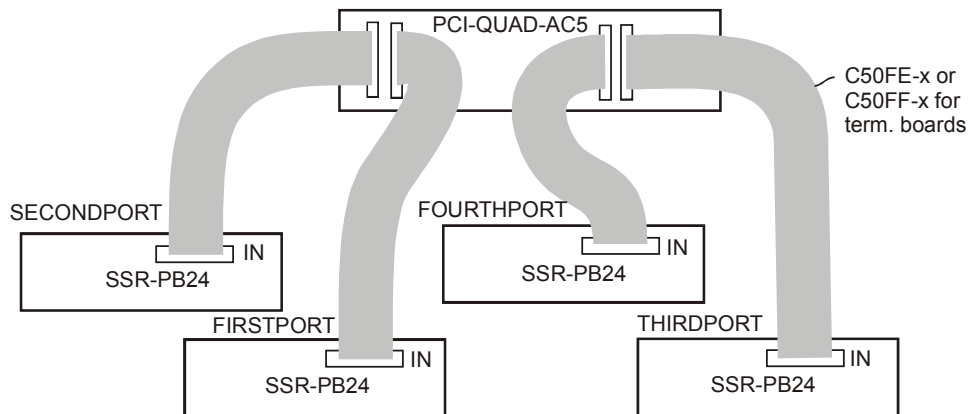 PCI-QUAD-AC5
C50FE-x or
C50FF-x for
term. boards
SECONDPORT
IN
SSR-PB24
FOURTHPORT
IN
SSR-PB24
FIRSTPORT
IN
SSR-PB24
THIRDPORT
IN
SSR-PB24